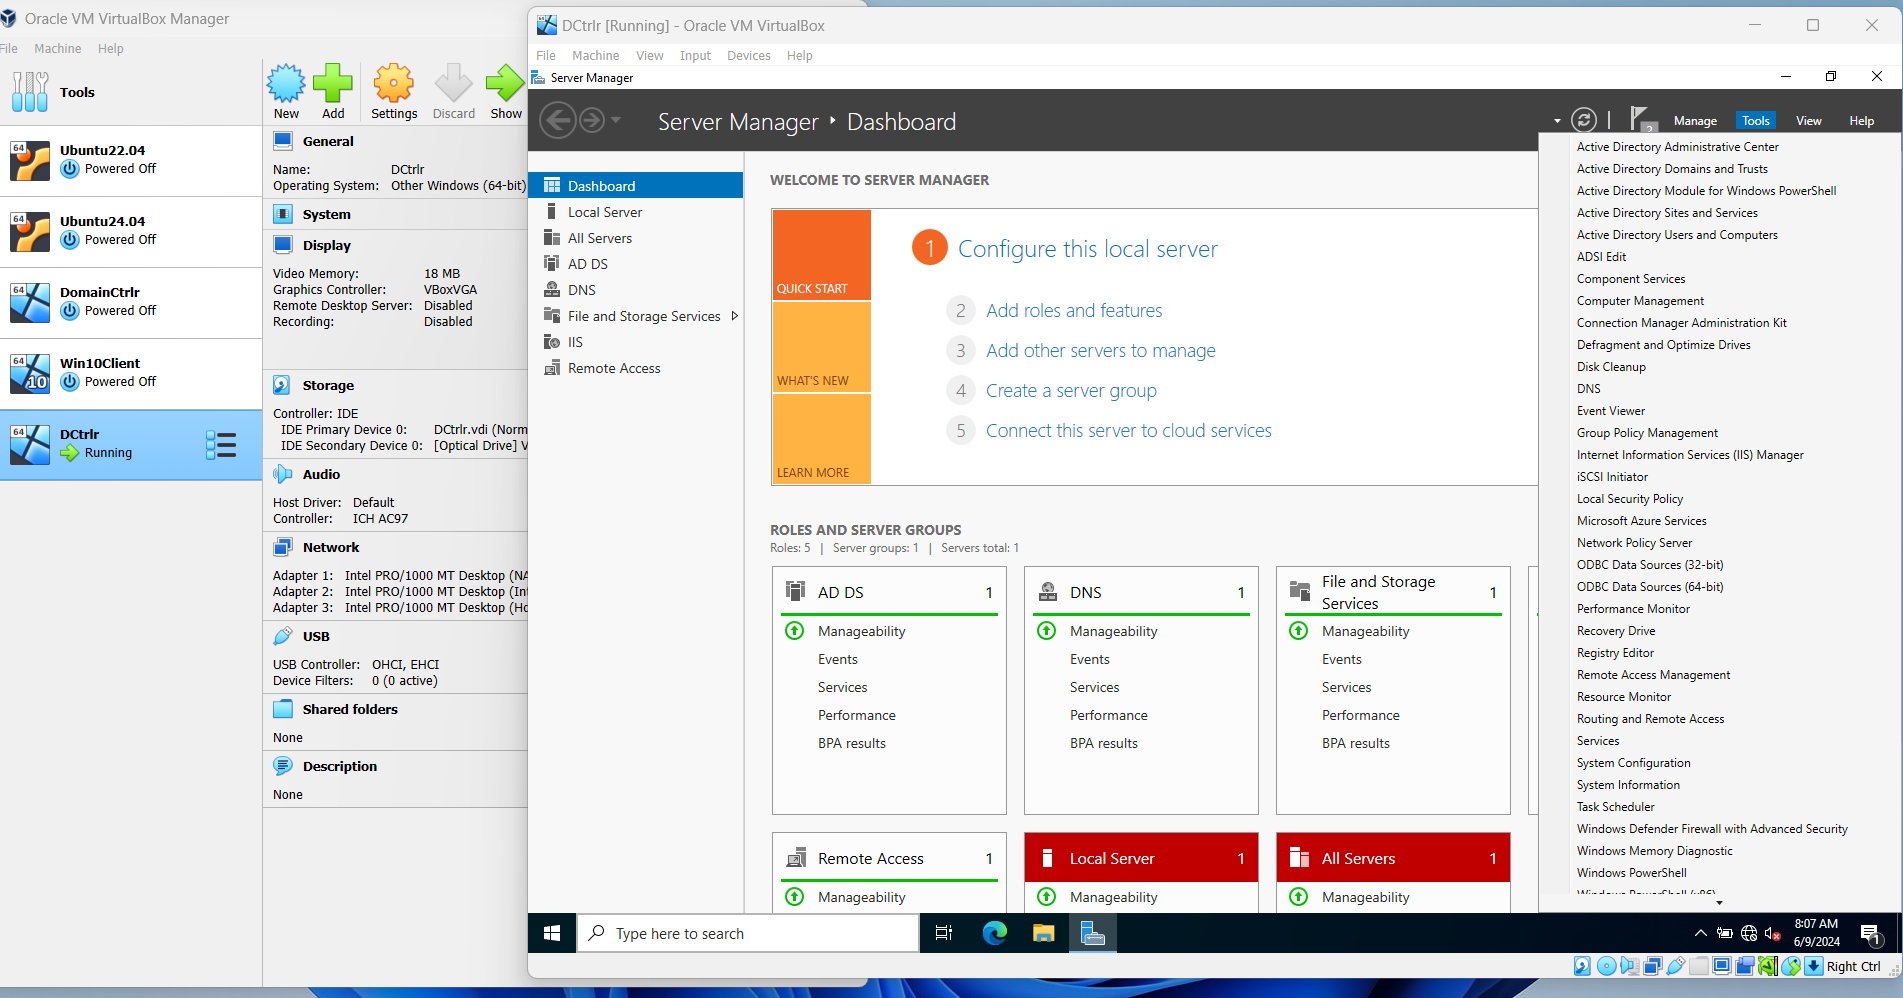 Oracle VM VirtualBox Manager
File Machine Help
Tools
New Add Settings Discard Show
64 Ubuntu22.04
Powered Off
64 Ubuntu24.04
Powered Off
64 DomainCtrlr
Powered Off
64 10 Win10Client
Powered Off
64 DCtrlr
Running
General
Name: DCtrlr
Operating System: Other Windows (64-bit)
System
Display
Video Memory: 18 MB
Graphics Controller: VBoxVGA
Remote Desktop Server: Disabled
Recording: Disabled
Storage
Controller: IDE
IDE Primary Device 0: DCtrlr.vdi (Norm
IDE Secondary Device 0: [Optical Drive] V
Audio
Host Driver: Default
Controller: ICH AC97
Network
Adapter 1: Intel PRO/1000 MT Desktop (NA
Adapter 2: Intel PRO/1000 MT Desktop (In
Adapter 3: Intel PRO/1000 MT Desktop (Ho
USB
USB Controller: OHCI, EHCI
Device Filters: 0 (0 active)
Shared folders
None
Description
None
DCtrlr [Running] - Oracle VM VirtualBox
File Machine View Input Devices Help
Server Manager
Server Manager Dashboard
2 Manage Tools View Help
Dashboard
Local Server
All Servers
AD DS
DNS
File and Storage Services
IIS
Remote Access
WELCOME TO SERVER MANAGER
QUICK START
WHAT'S NEW
LEARN MORE
1 Configure this local server
2 Add roles and features
3 Add other servers to manage
4 Create a server group
5 Connect this server to cloud services
ROLES AND SERVER GROUPS
Roles: 5 | Server groups: 1 | Servers total: 1
AD DS 1
Manageability
Events
Services
Performance
BPA results
DNS 1
Manageability
Events
Services
Performance
BPA results
File and Storage
Services 1
Manageability
Events
Services
Performance
BPA results
Remote Access 1
Manageability
Local Server 1
Manageability
All Servers 1
Manageability
Active Directory Administrative Center
Active Directory Domains and Trusts
Active Directory Module for Windows PowerShell
Active Directory Sites and Services
Active Directory Users and Computers
ADSI Edit
Component Services
Computer Management
Connection Manager Administration Kit
Defragment and Optimize Drives
Disk Cleanup
DNS
Event Viewer
Group Policy Management
Internet Information Services (IIS) Manager
iSCSI Initiator
Local Security Policy
Microsoft Azure Services
Network Policy Server
ODBC Data Sources (32-bit)
ODBC Data Sources (64-bit)
Performance Monitor
Recovery Drive
Registry Editor
Remote Access Management
Resource Monitor
Routing and Remote Access
Services
System Configuration
System Information
Task Scheduler
Windows Defender Firewall with Advanced Security
Windows Memory Diagnostic
Windows PowerShell
Windows PowerShell (x86)
Type here to search
8:07 AM
6/9/2024
1
Right Ctrl